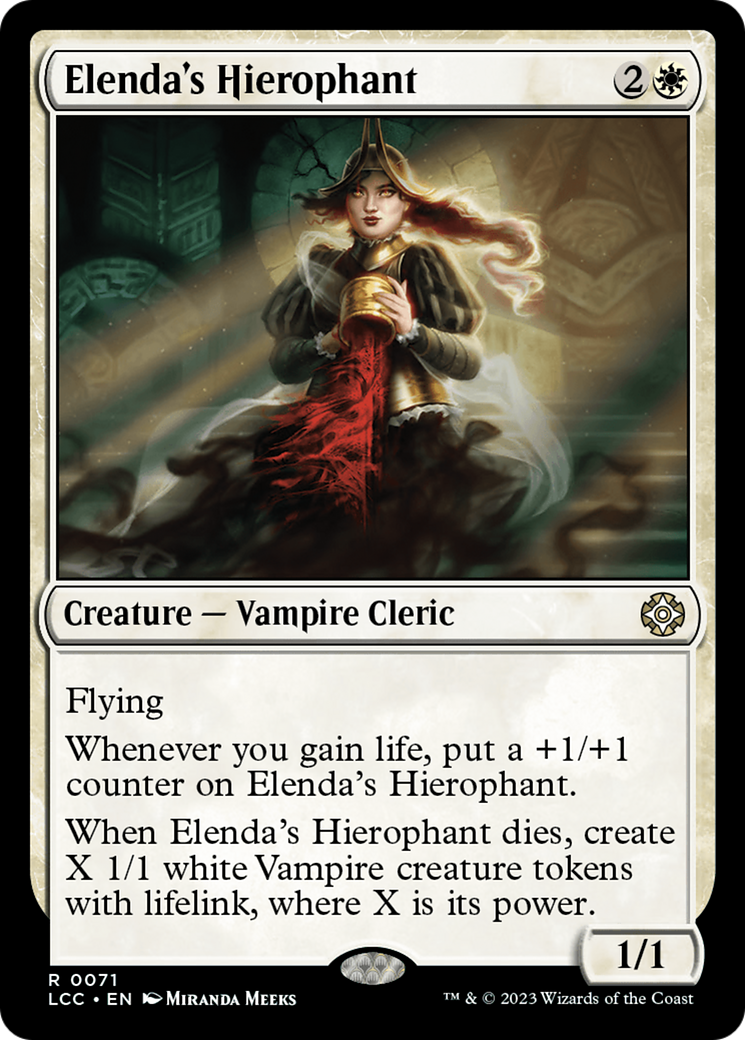 Elenda's Hierophant 2
Creature — Vampire Cleric
Flying
Whenever you gain life, put a +1/+1
counter on Elenda's Hierophant.
When Elenda's Hierophant dies, create
X 1/1 white Vampire creature tokens
with lifelink, where X is its power.
1/1
R 0071
LCC • EN Miranda Meeks
™ & © 2023 Wizards of the Coast